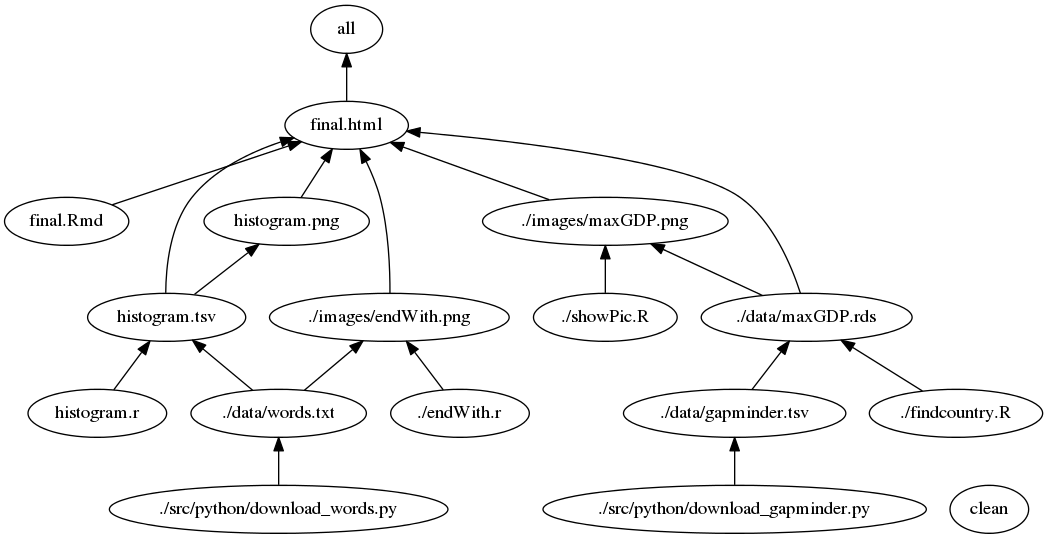 all
final.html
final.Rmd
histogram.png
./images/maxGDP.png
histogram.tsv
./images/endWith.png
./showPic.R
./data/maxGDP.rds
histogram.r
./data/words.txt
./endWith.r
./data/gapminder.tsv
./findcountry.R
./src/python/download_words.py
./src/python/download_gapminder.py
clean